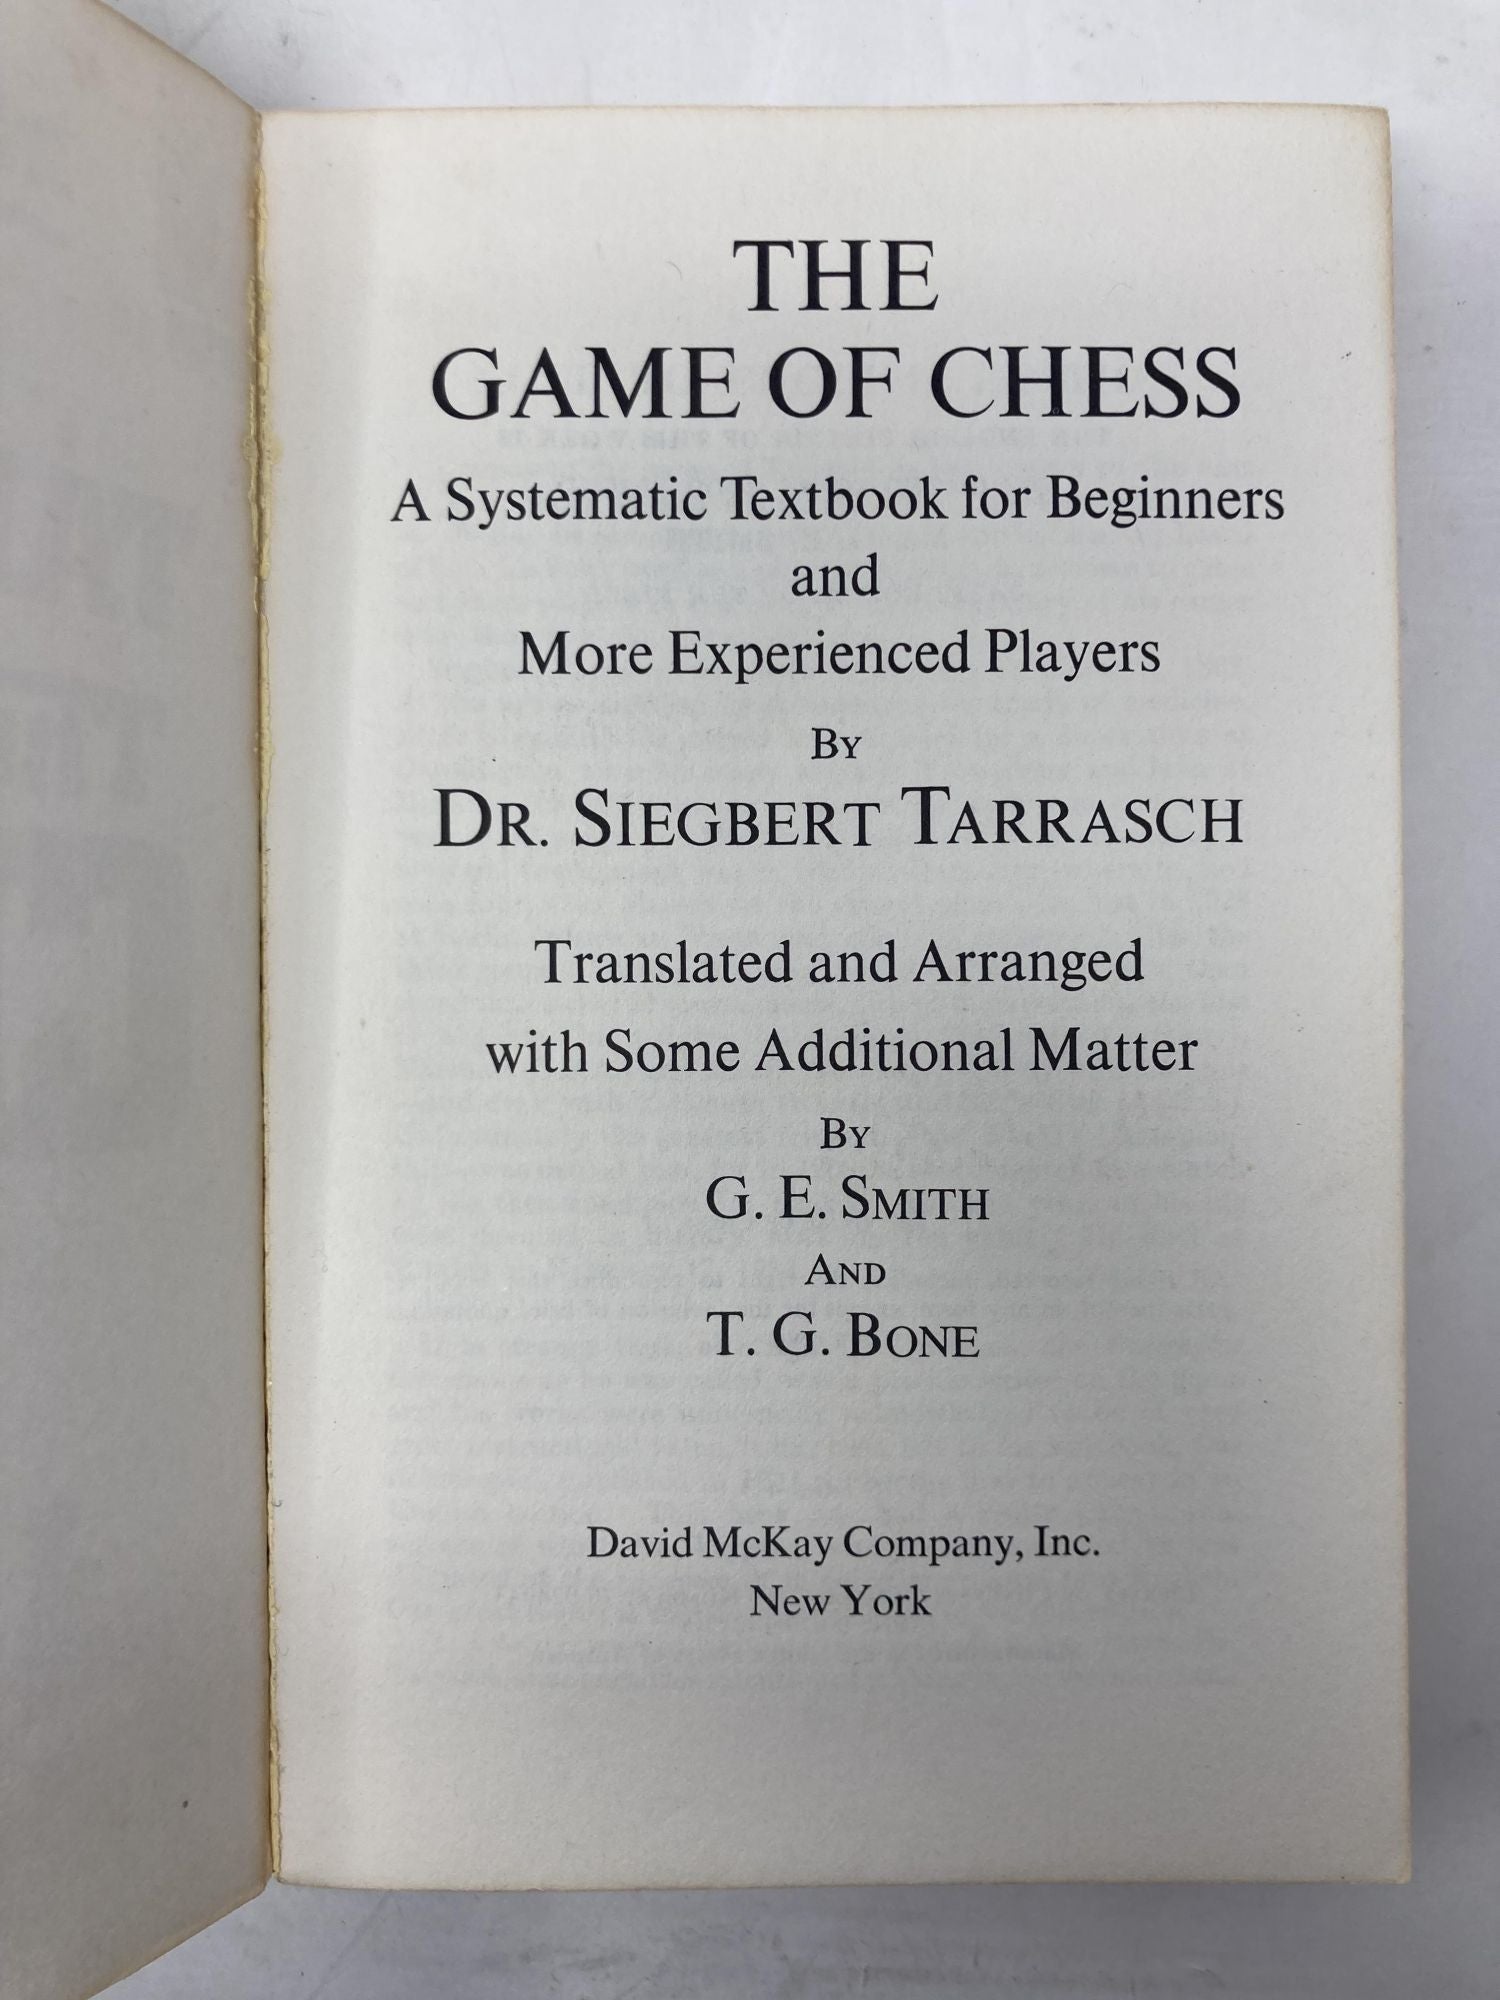 THE
GAME OF CHESS
A Systematic Textbook for Beginners
and
More Experienced Players
BY
DR. SIEGBERT TARRASCH
Translated and Arranged
with Some Additional Matter
BY
G. E. SMITH
AND
T. G. BONE
David McKay Company, Inc.
New York